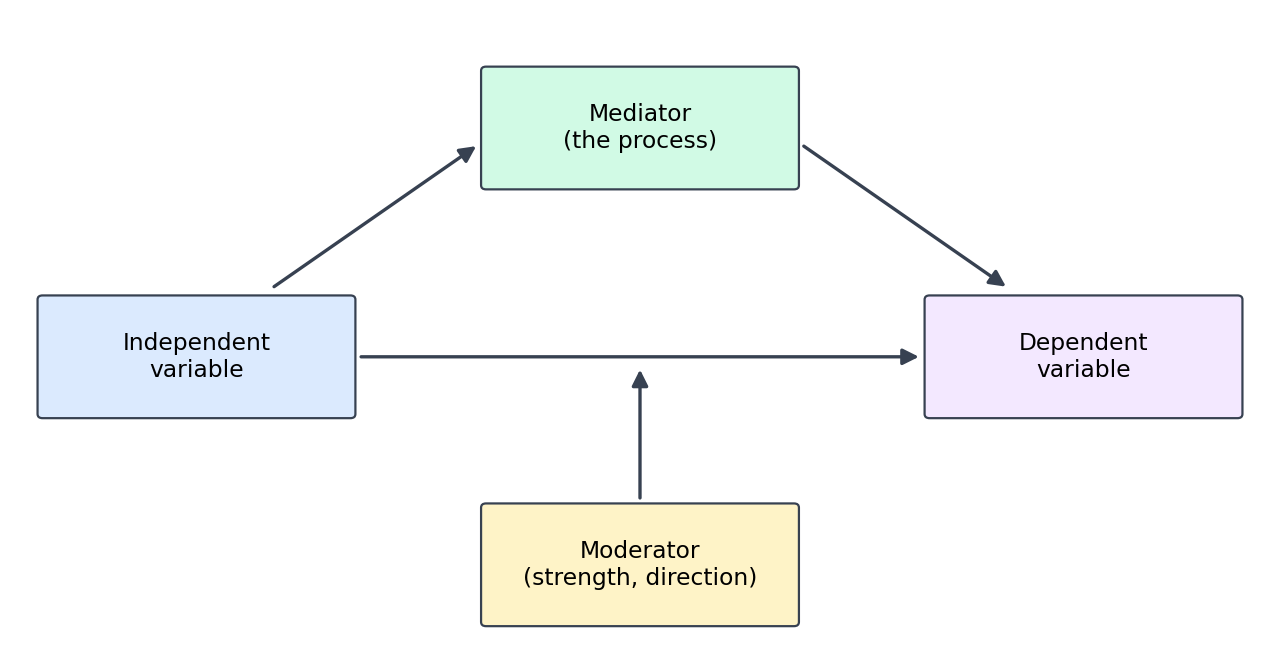 Mediator
(the process)
Independent
variable
Dependent
variable
Moderator
(strength, direction)